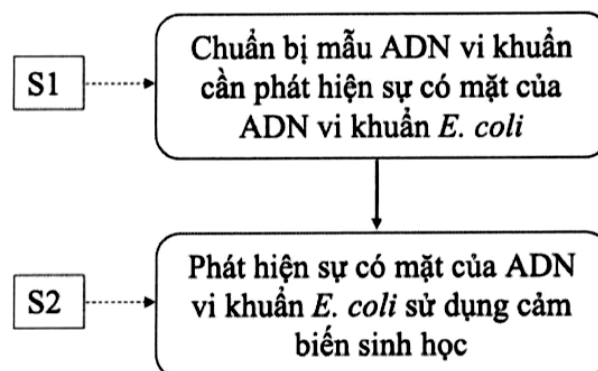 S1
Chuẩn bị mẫu ADN vi khuẩn
cần phát hiện sự có mặt của
ADN vi khuẩn E. coli
S2
Phát hiện sự có mặt của ADN
vi khuẩn E. coli sử dụng cảm
biến sinh học